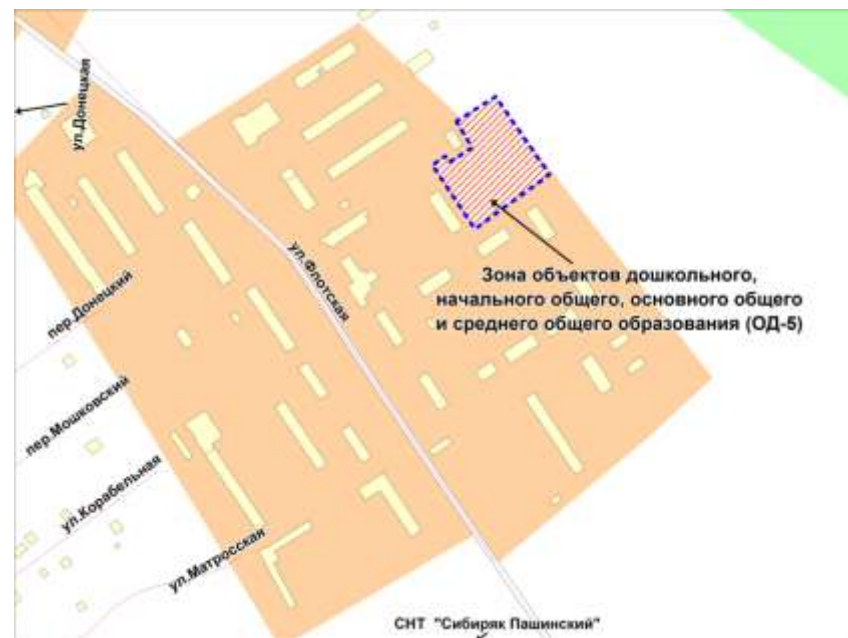 ул.Донецкая
ул.Флотская
Зона объектов дошкольного,
начального общего, основного общего
и среднего общего образования (ОД-5)
пер.Донецкий
пер.Мошковский
ул.Корабельная
ул.Матросская
СНТ "Сибиряк Пашинский"